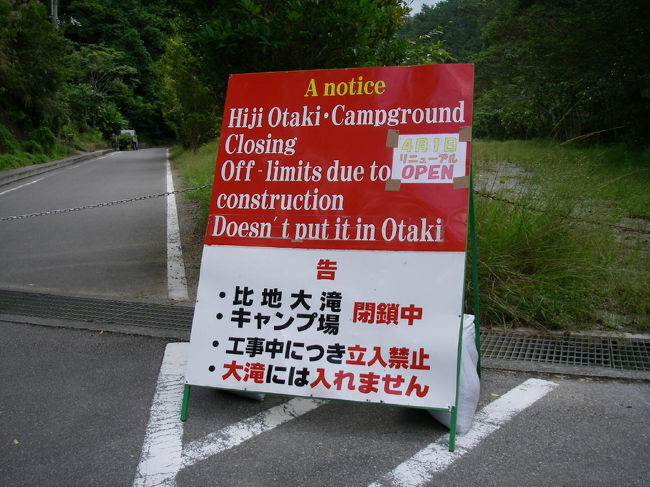 A notice
Hiji Otaki・Campground
Closing
Off-limits due to
construction
Doesn't put it in Otaki
4月1日
リニューアル
OPEN
告
・比地大滝
・キャンプ場
閉鎖中
・工事中につき立入禁止
・大滝には入れません